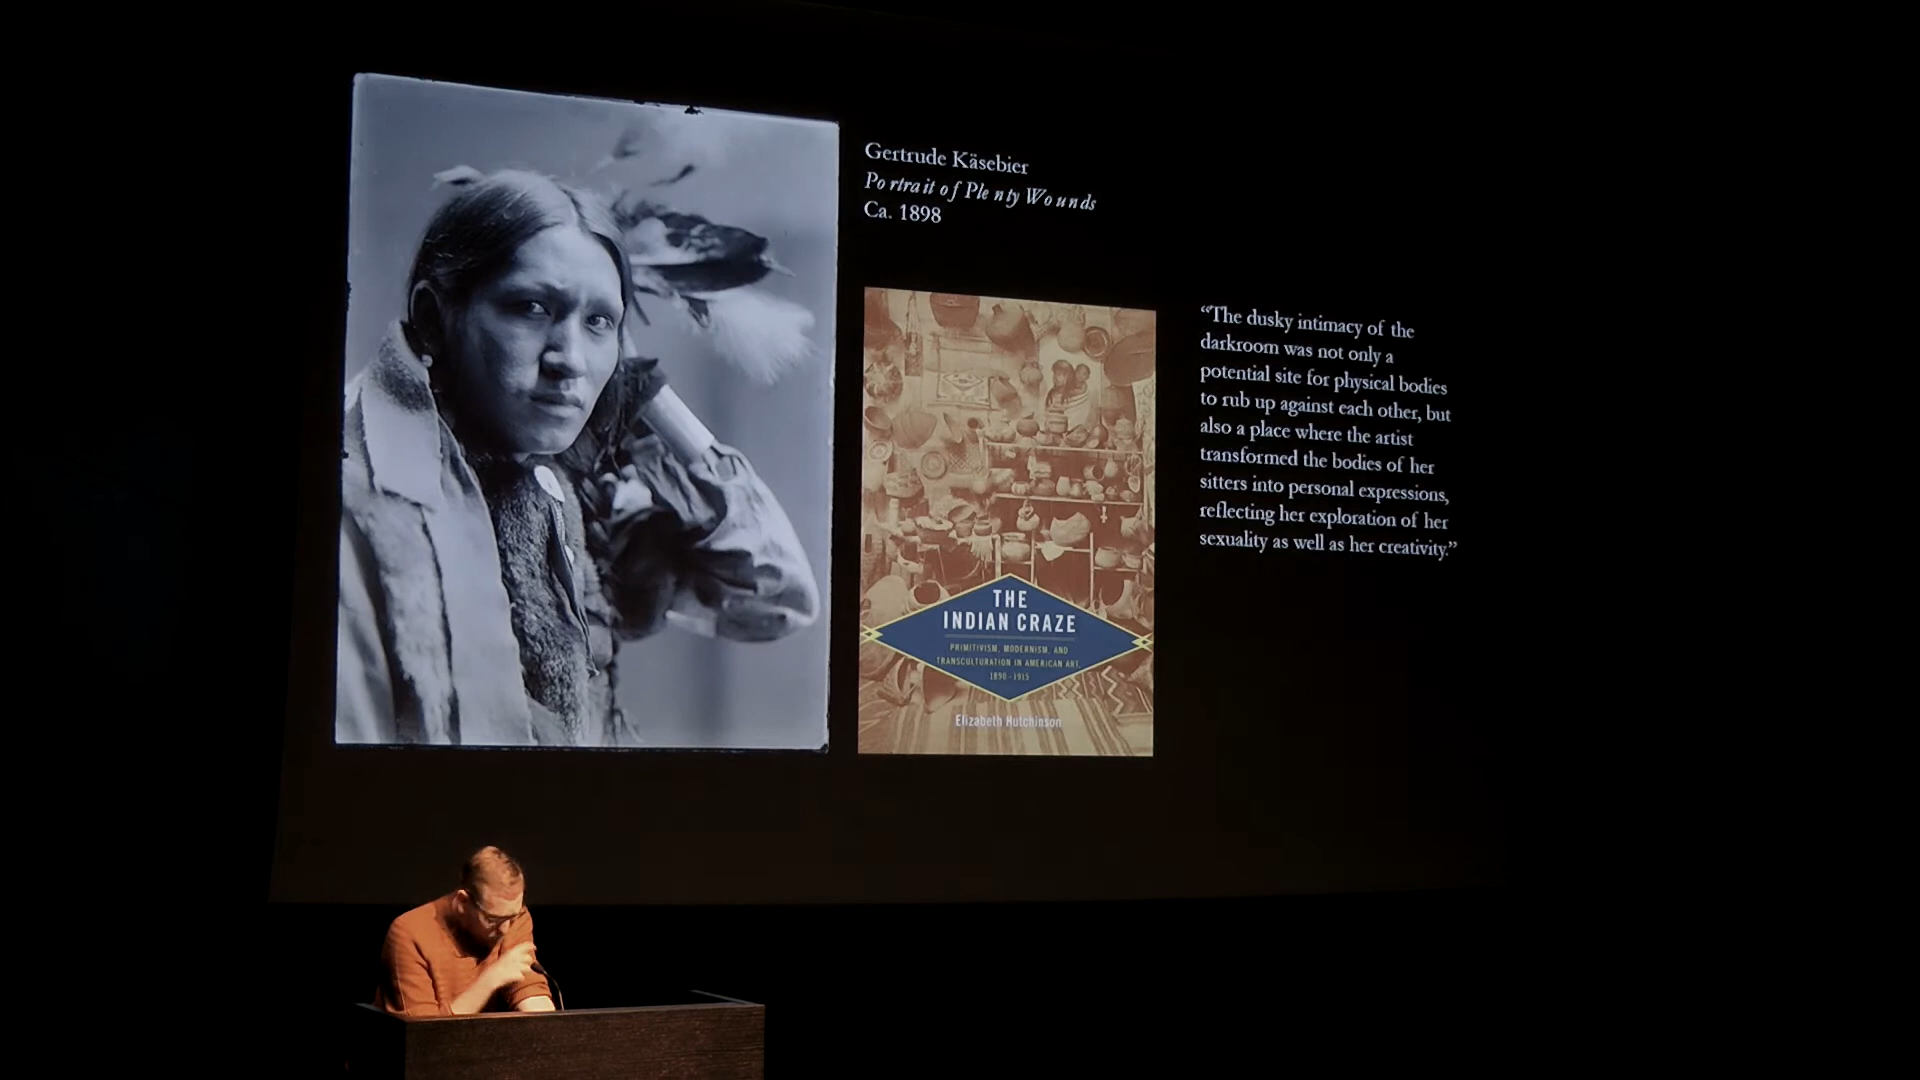 Gertrude Käsebier
Portrait of Plenty Wounds
Ca. 1898
“The dusky intimacy of the
darkroom was not only a
potential site for physical bodies
to rub up against each other, but
also a place where the artist
transformed the bodies of her
sitters into personal expressions,
reflecting her exploration of her
sexuality as well as her creativity.”
THE
INDIAN CRAZE
PRIMITIVISM, MODERNISM, AND
TRANSCULTURATION IN AMERICAN ART,
1890–1915
Elizabeth Hutchinson